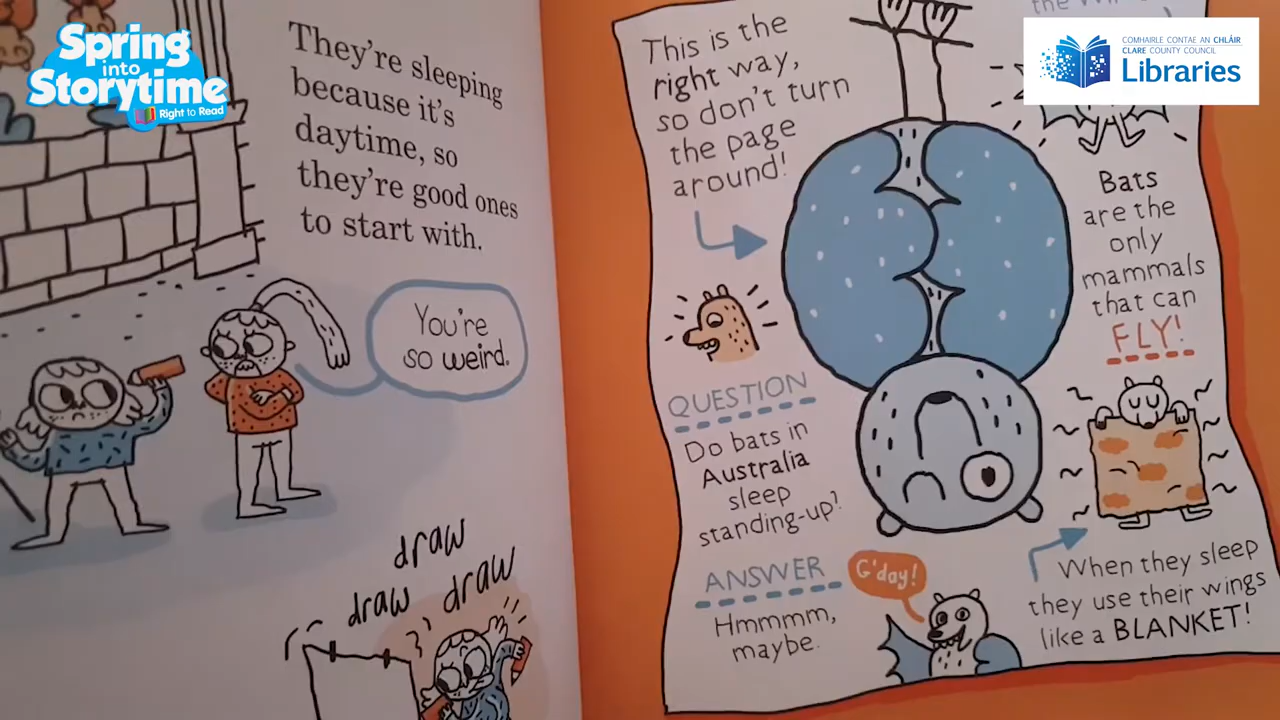 Spring
into
Storytime
Right to Read
They're sleeping
because it's
daytime, so
they're good ones
to start with.
You're
so weird.
draw
draw draw
This is the
right way,
so don't turn
the page
around!
QUESTION
Do bats in
Australia
sleep
standing-up?
ANSWER
Hmmmm,
maybe.
G'day!
COMHAIRLE CONTAE AN CHLÁIR
CLARE COUNTY COUNCIL
Libraries
Bats
are the
only
mammals
that can
FLY!
When they sleep
they use their wings
like a BLANKET!